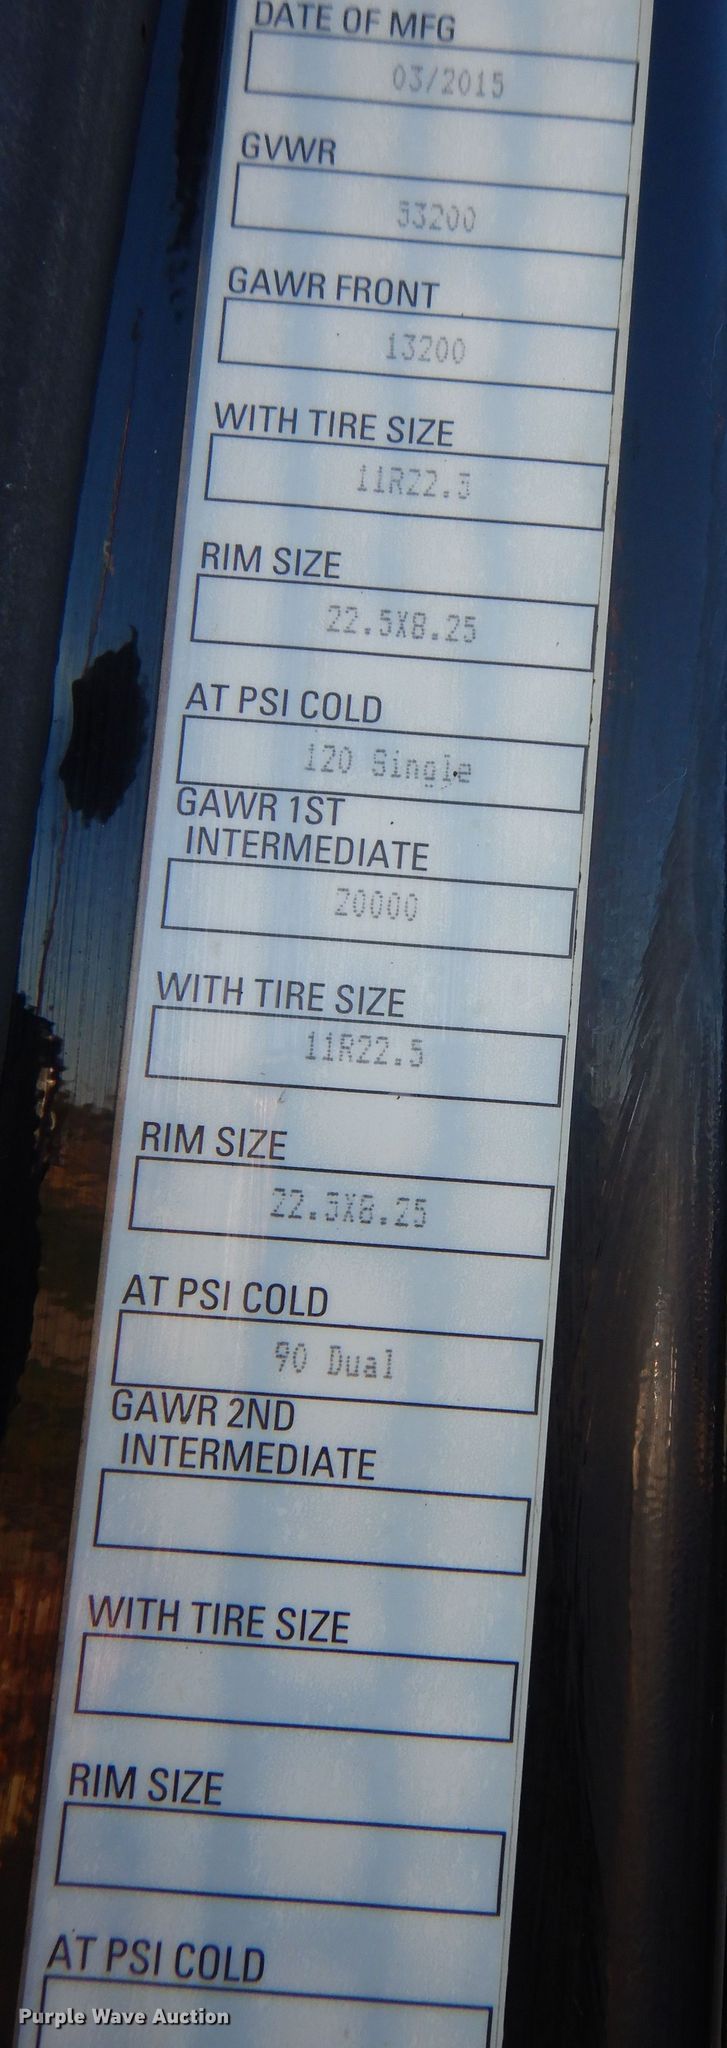 DATE OF MFG
03/2015
GVWR
53200
GAWR FRONT
13200
WITH TIRE SIZE
11R22.5
RIM SIZE
22.5X8.25
AT PSI COLD
120 Single
GAWR 1ST
INTERMEDIATE
20000
WITH TIRE SIZE
11R22.5
RIM SIZE
22.5X8.25
AT PSI COLD
90 Dual
GAWR 2ND
INTERMEDIATE
WITH TIRE SIZE
RIM SIZE
AT PSI COLD
Purple Wave Auction